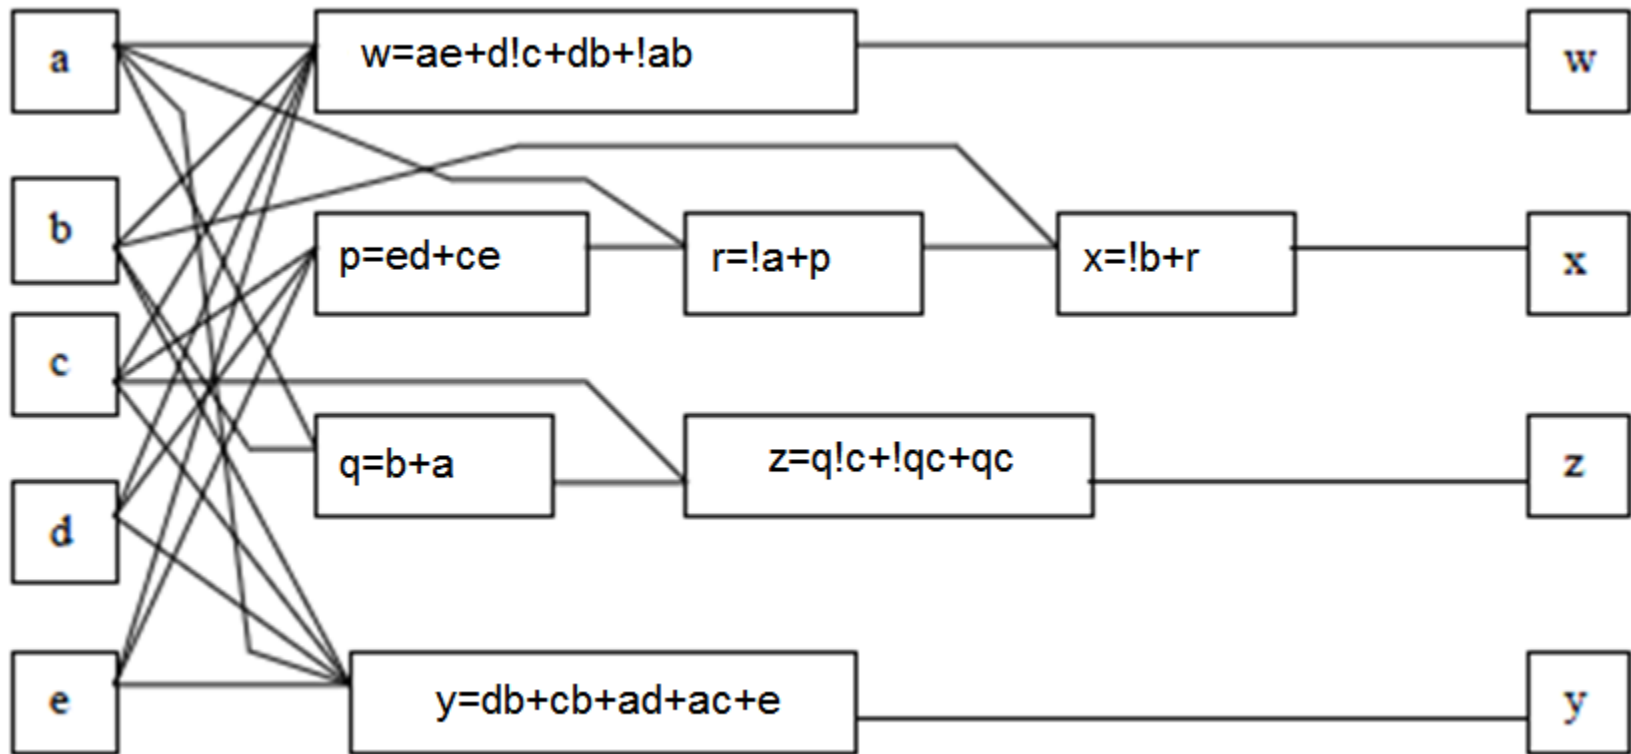 a
w=ae+d!c+db+!ab
w
b
p=ed+ce
r=!a+p
x=!b+r
x
c
q=b+a
z=q!c+!qc+qc
z
d
e
y=db+cb+ad+ac+e
y